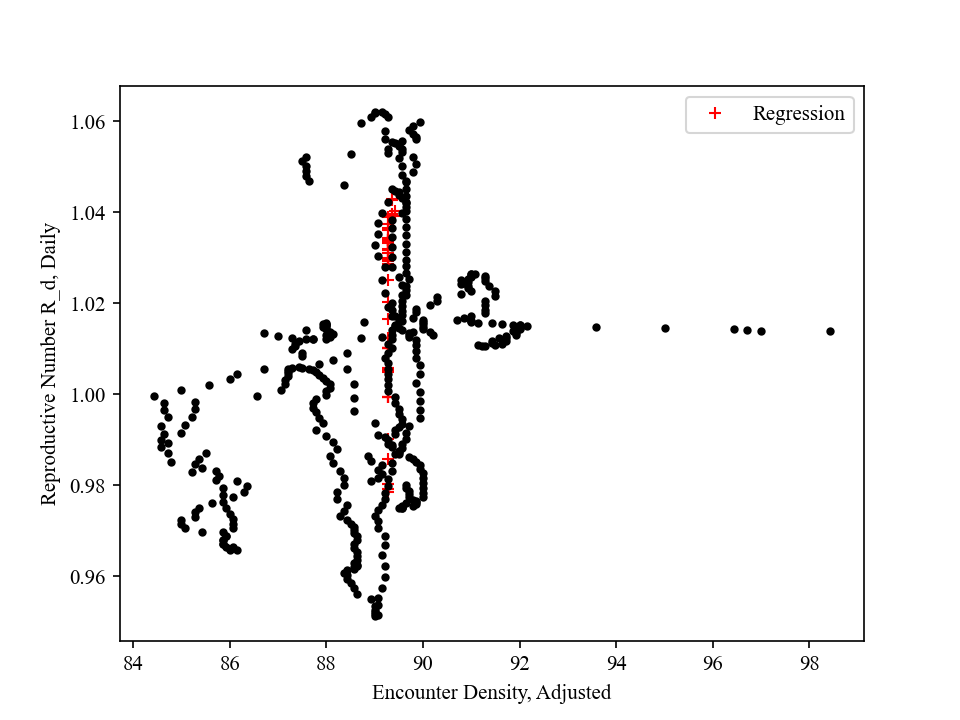 Regression
1.06
1.04
1.02
1.00
0.98
0.96
Reproductive Number R_d, Daily
84 86 88 90 92 94 96 98
Encounter Density, Adjusted